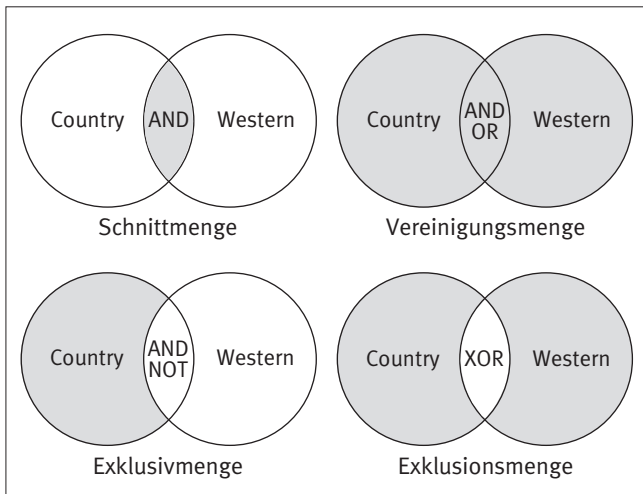 Country AND Western
Schnittmenge
Country AND
OR Western
Vereinigungsmenge
Country AND
NOT Western
Exklusivmenge
Country XOR Western
Exklusionsmenge